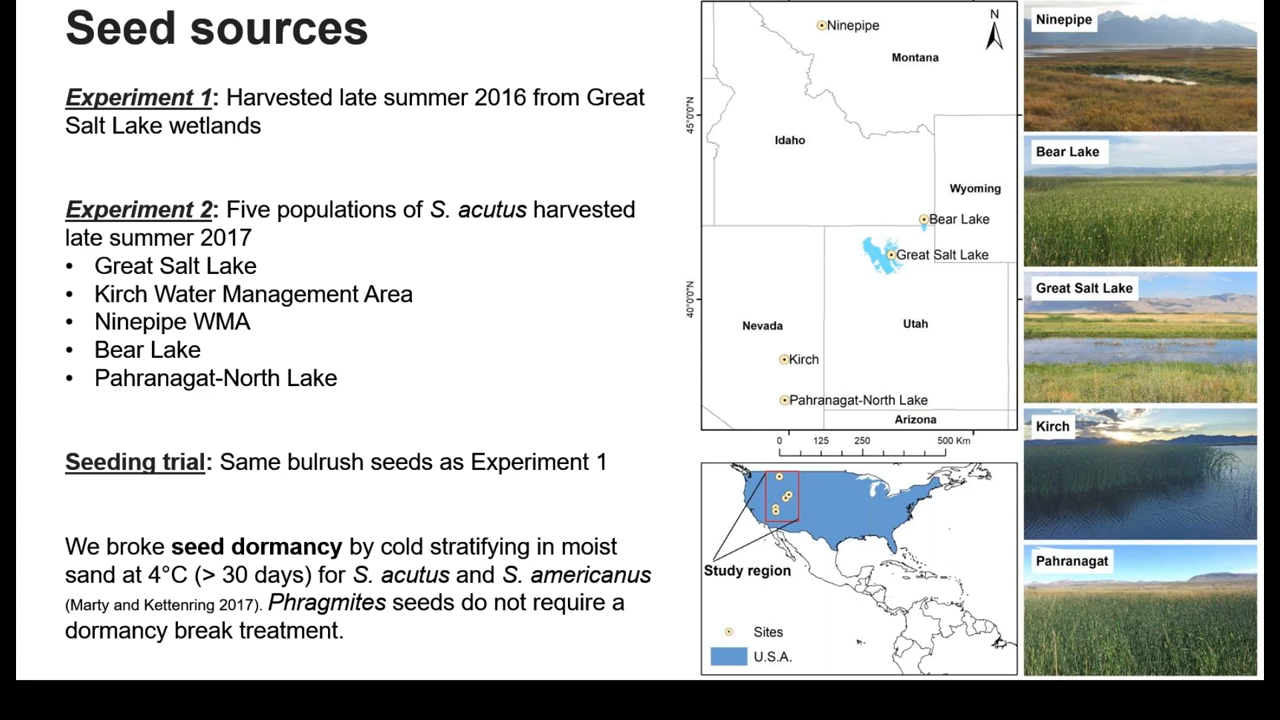 Seed sources
Experiment 1: Harvested late summer 2016 from Great
Salt Lake wetlands
Experiment 2: Five populations of S. acutus harvested
late summer 2017
• Great Salt Lake
• Kirch Water Management Area
• Ninepipe WMA
• Bear Lake
• Pahranagat-North Lake
Seeding trial: Same bulrush seeds as Experiment 1
We broke seed dormancy by cold stratifying in moist
sand at 4°C (> 30 days) for S. acutus and S. americanus
(Marty and Kettenring 2017). Phragmites seeds do not require a
dormancy break treatment.
N
Ninepipe
Montana
45°0'0"N
Idaho
Wyoming
Bear Lake
Great Salt Lake
40°0'0"N
Nevada
Utah
Kirch
Pahranagat-North Lake
Arizona
0 125 250 500 Km
Study region
Sites
U.S.A.
Ninepipe
Bear Lake
Great Salt Lake
Kirch
Pahranagat